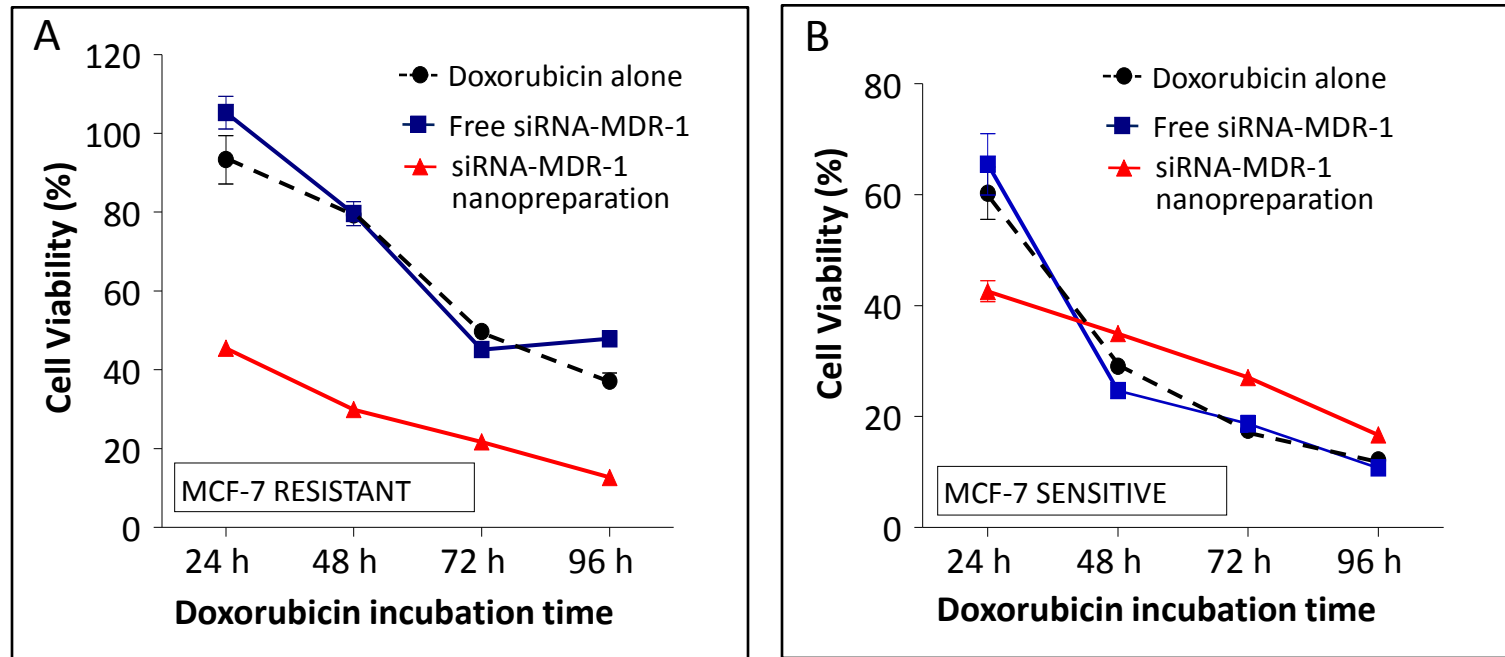 A
Doxorubicin alone
Free siRNA-MDR-1
siRNA-MDR-1
nanopreparation
Cell Viability (%)
120
100
80
60
40
20
0
MCF-7 RESISTANT
24 h 48 h 72 h 96 h
Doxorubicin incubation time
B
Doxorubicin alone
Free siRNA-MDR-1
siRNA-MDR-1
nanopreparation
Cell Viability (%)
80
60
40
20
0
MCF-7 SENSITIVE
24 h 48 h 72 h 96 h
Doxorubicin incubation time